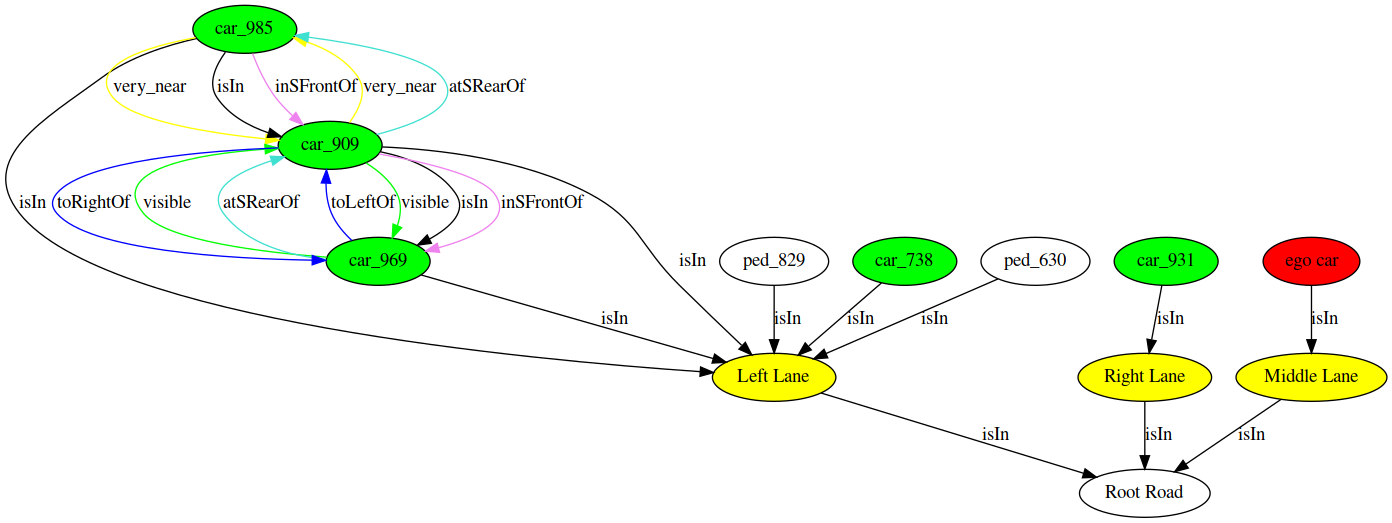 car_985
very_near
isIn
inSFrontOf
very_near
atSRearOf
car_909
isIn
toRightOf
visible
atSRearOf
toLeftOf
visible
isIn
inSFrontOf
car_969
isIn
ped_829
car_738
ped_630
car_931
ego car
isIn
isIn
isIn
isIn
isIn
isIn
Left Lane
Right Lane
Middle Lane
isIn
isIn
isIn
Root Road